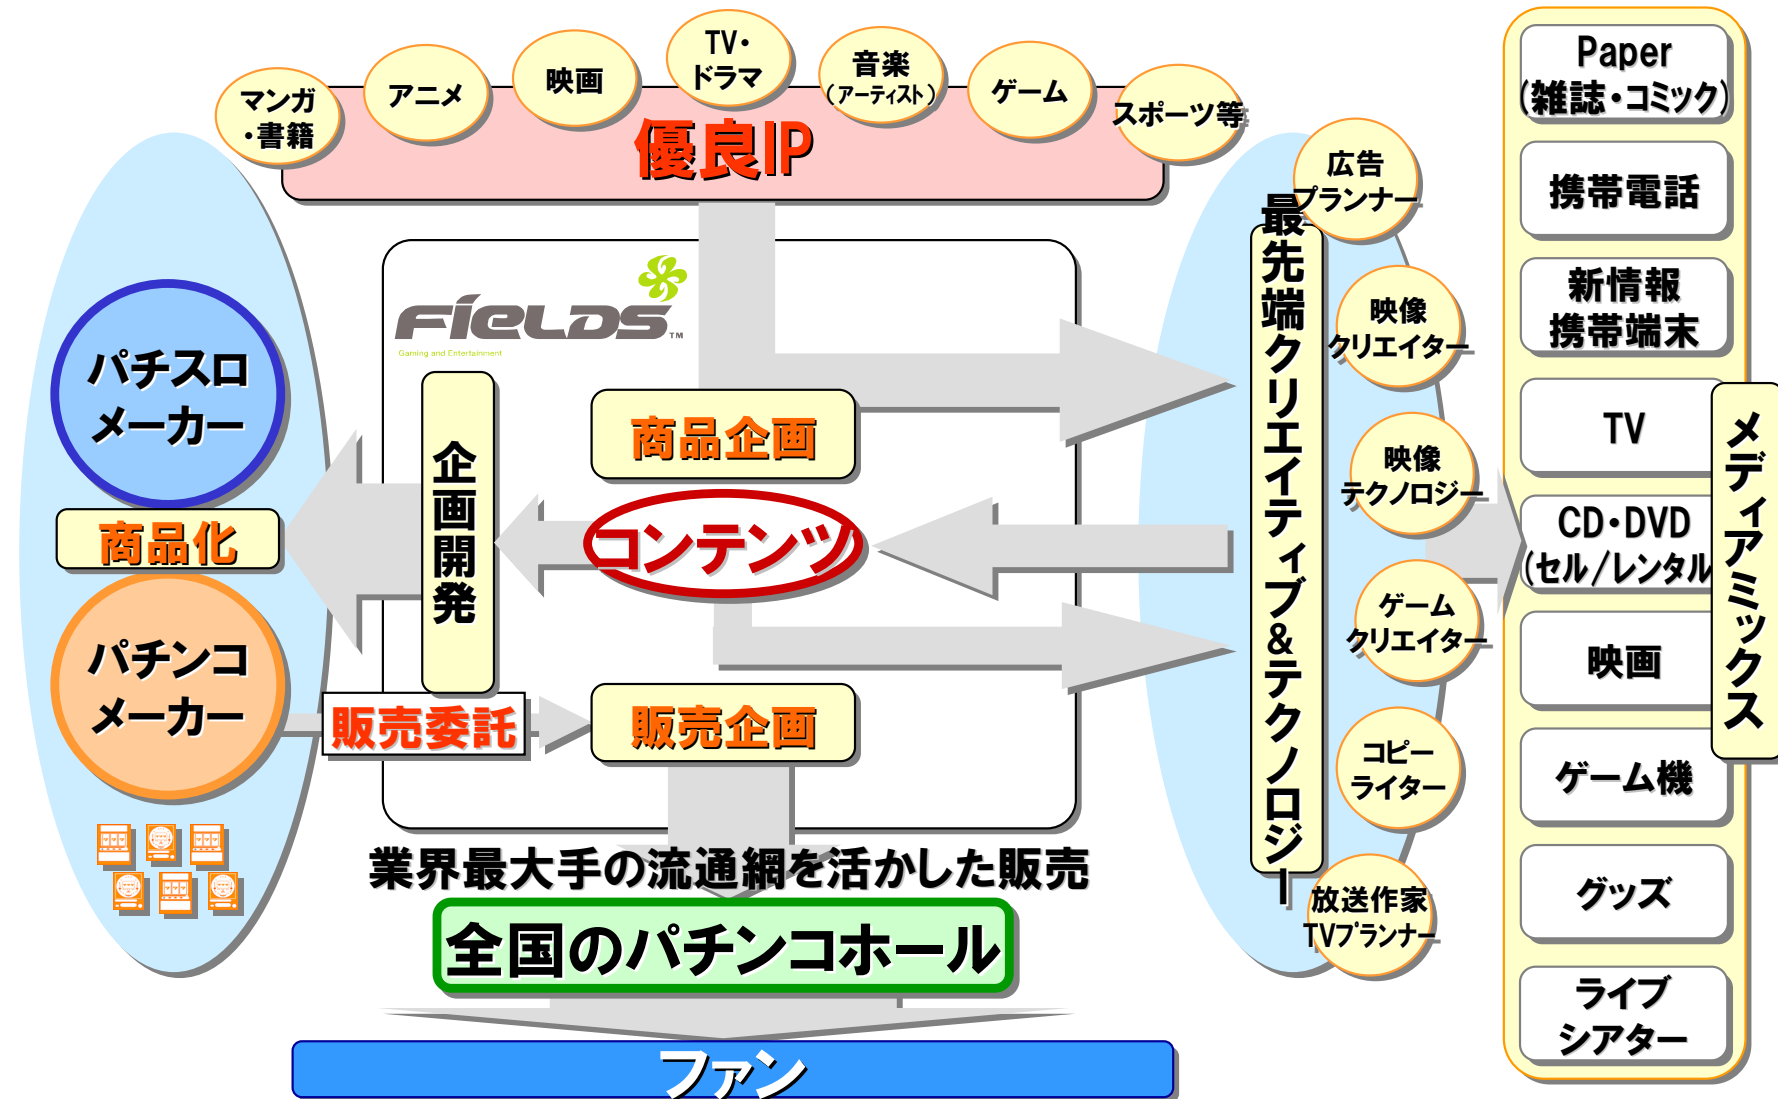 マンガ
・書籍
アニメ
映画
TV・
ドラマ
音楽
(アーティスト)
ゲーム
スポーツ等
優良IP
FIELDS™
Gaming and Entertainment
パチスロ
メーカー
商品化
パチンコ
メーカー
企画開発
商品企画
コンテンツ
販売委託
販売企画
業界最大手の流通網を活かした販売
全国のパチンコホール
ファン
最先端クリエイティブ&テクノロジー
広告
プランナー
映像
クリエイター
映像
テクノロジー
ゲーム
クリエイター
コピー
ライター
放送作家
TVプランナー
Paper
(雑誌・コミック)
携帯電話
新情報
携帯端末
TV
CD・DVD
(セル/レンタル
映画
ゲーム機
グッズ
ライブ
シアター
メディアミックス